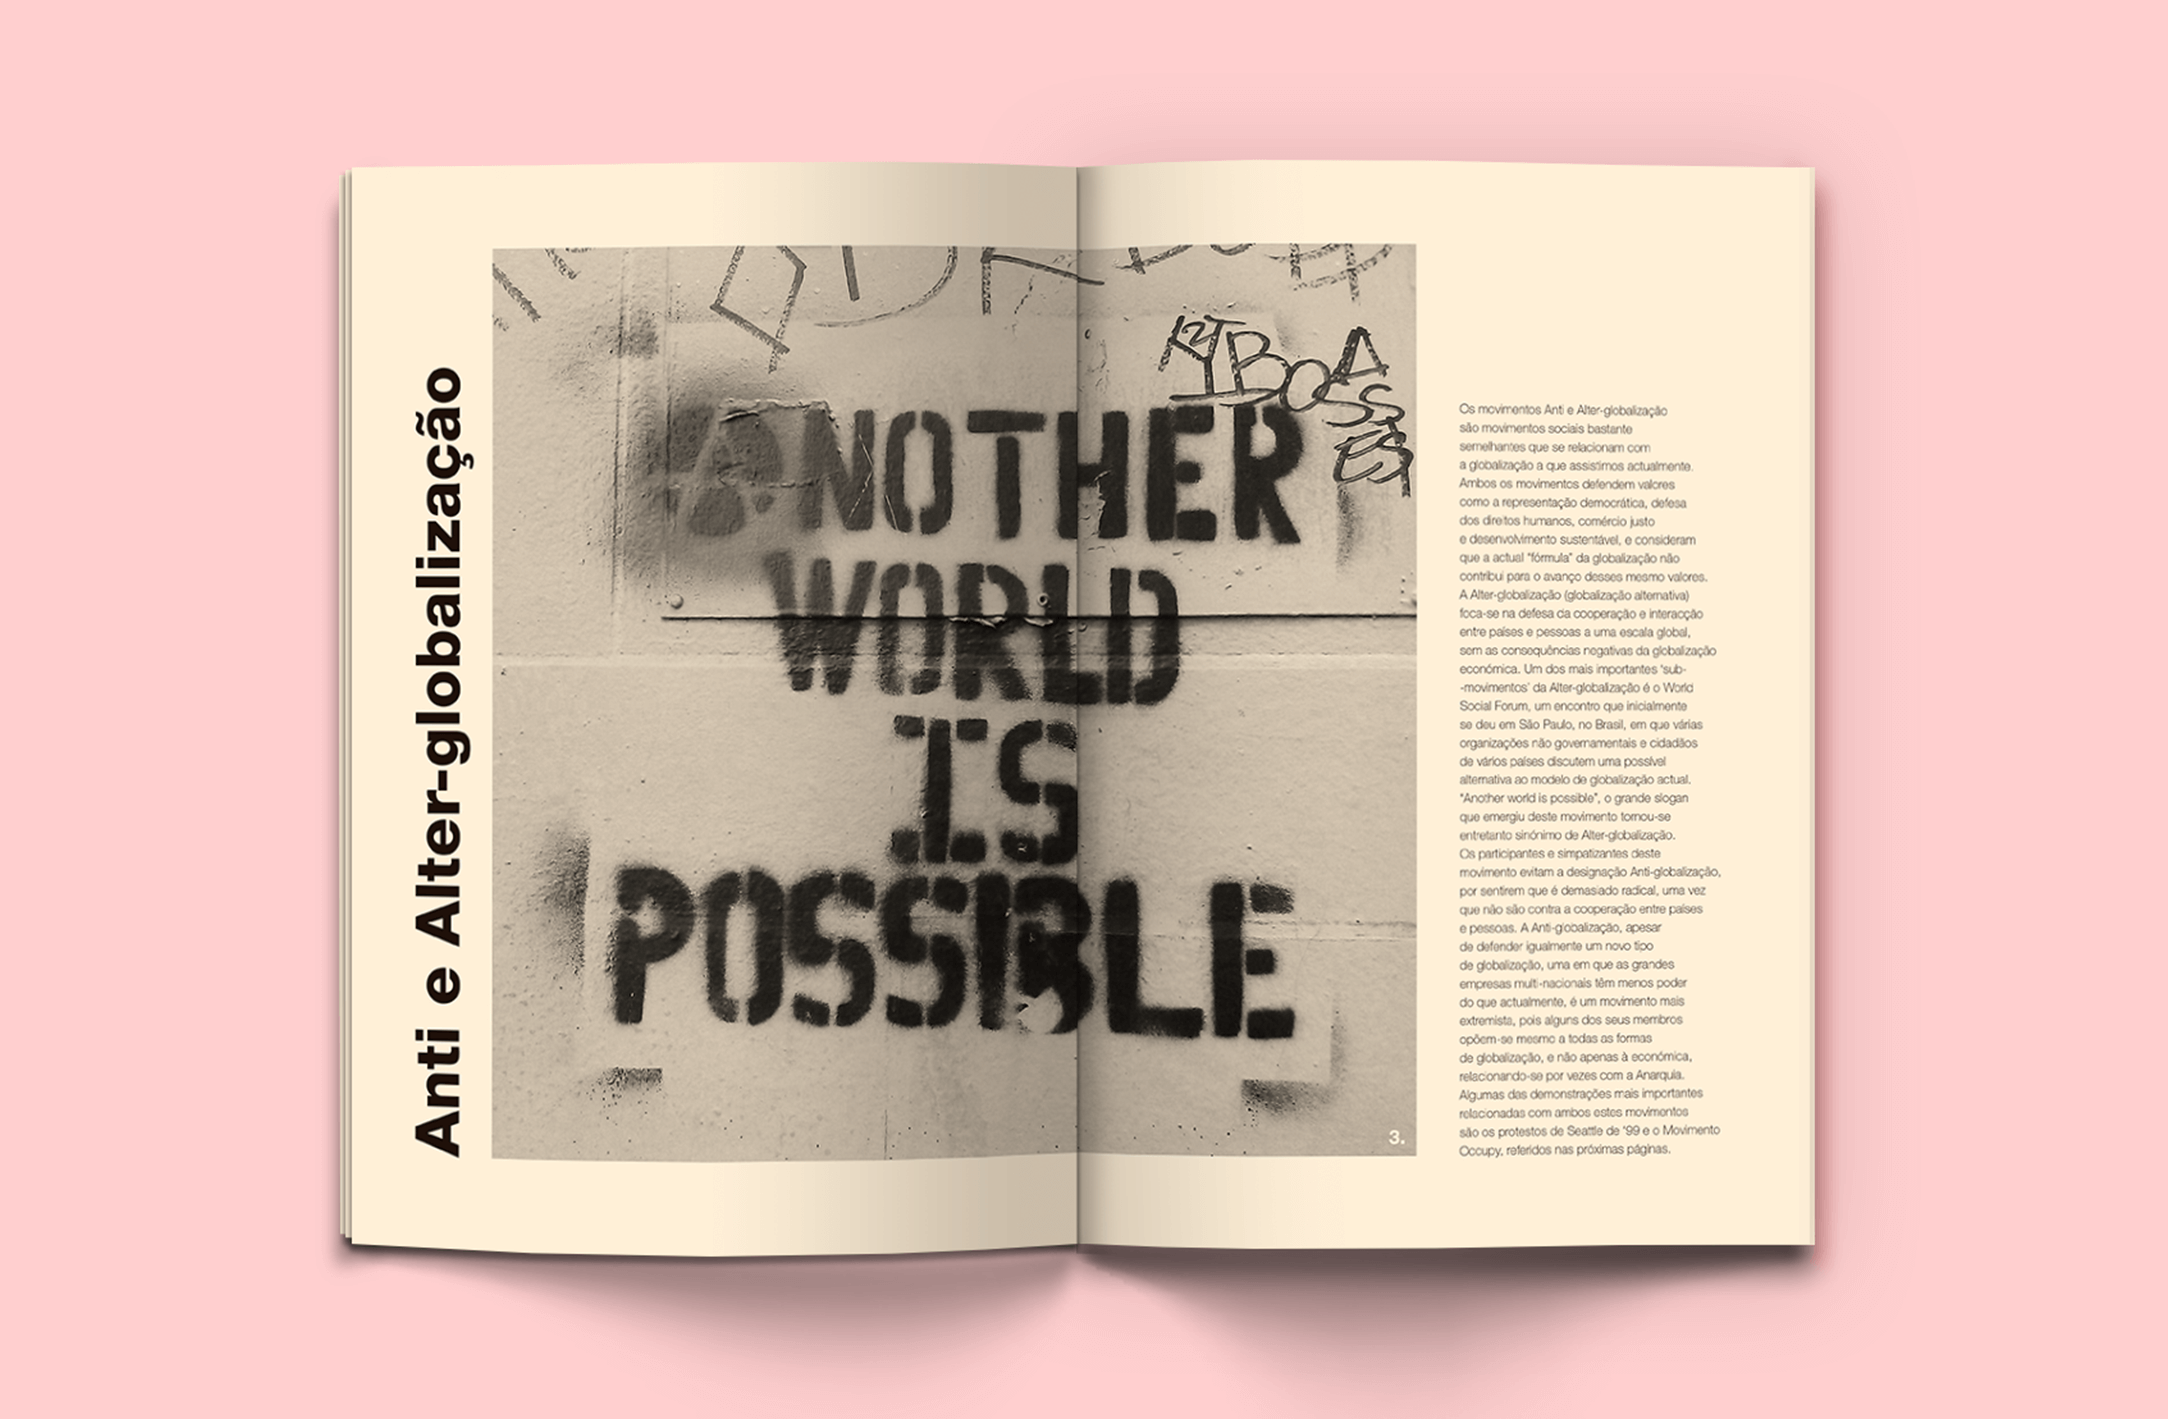 Anti e Alter-globalização
ANOTHER
WORLD
IS
POSSIBLE
3.
Os movimentos Anti e Alter-globalização
são movimentos sociais bastante
semelhantes que se relacionam com
a globalização a que assistimos actualmente.
Ambos os movimentos defendem valores
como a representação democrática, defesa
dos direitos humanos, comércio justo
e desenvolvimento sustentável, e consideram
que a actual “fórmula” da globalização não
contribui para o avanço desses mesmo valores.
A Alter-globalização (globalização alternativa)
foca-se na defesa da cooperação e interacção
entre países e pessoas a uma escala global,
sem as consequências negativas da globalização
económica. Um dos mais importantes ‘sub-
-movimentos’ da Alter-globalização é o World
Social Forum, um encontro que inicialmente
se deu em São Paulo, no Brasil, em que várias
organizações não governamentais e cidadãos
de vários países discutem uma possível
alternativa ao modelo de globalização actual.
“Another world is possible”, o grande slogan
que emergiu deste movimento tornou-se
entretanto sinónimo de Alter-globalização.
Os participantes e simpatizantes deste
movimento evitam a designação Anti-globalização,
por sentirem que é demasiado radical, uma vez
que não são contra a cooperação entre países
e pessoas. A Anti-globalização, apesar
de defender igualmente um novo tipo
de globalização, uma em que as grandes
empresas multi-nacionais têm menos poder
do que actualmente, é um movimento mais
extremista, pois alguns dos seus membros
opõem-se mesmo a todas as formas
de globalização, e não apenas à económica,
relacionando-se por vezes com a Anarquia.
Algumas das demonstrações mais importantes
relacionadas com ambos estes movimentos
são os protestos de Seattle de ‘99 e o Movimento
Occupy, referidos nas próximas páginas.